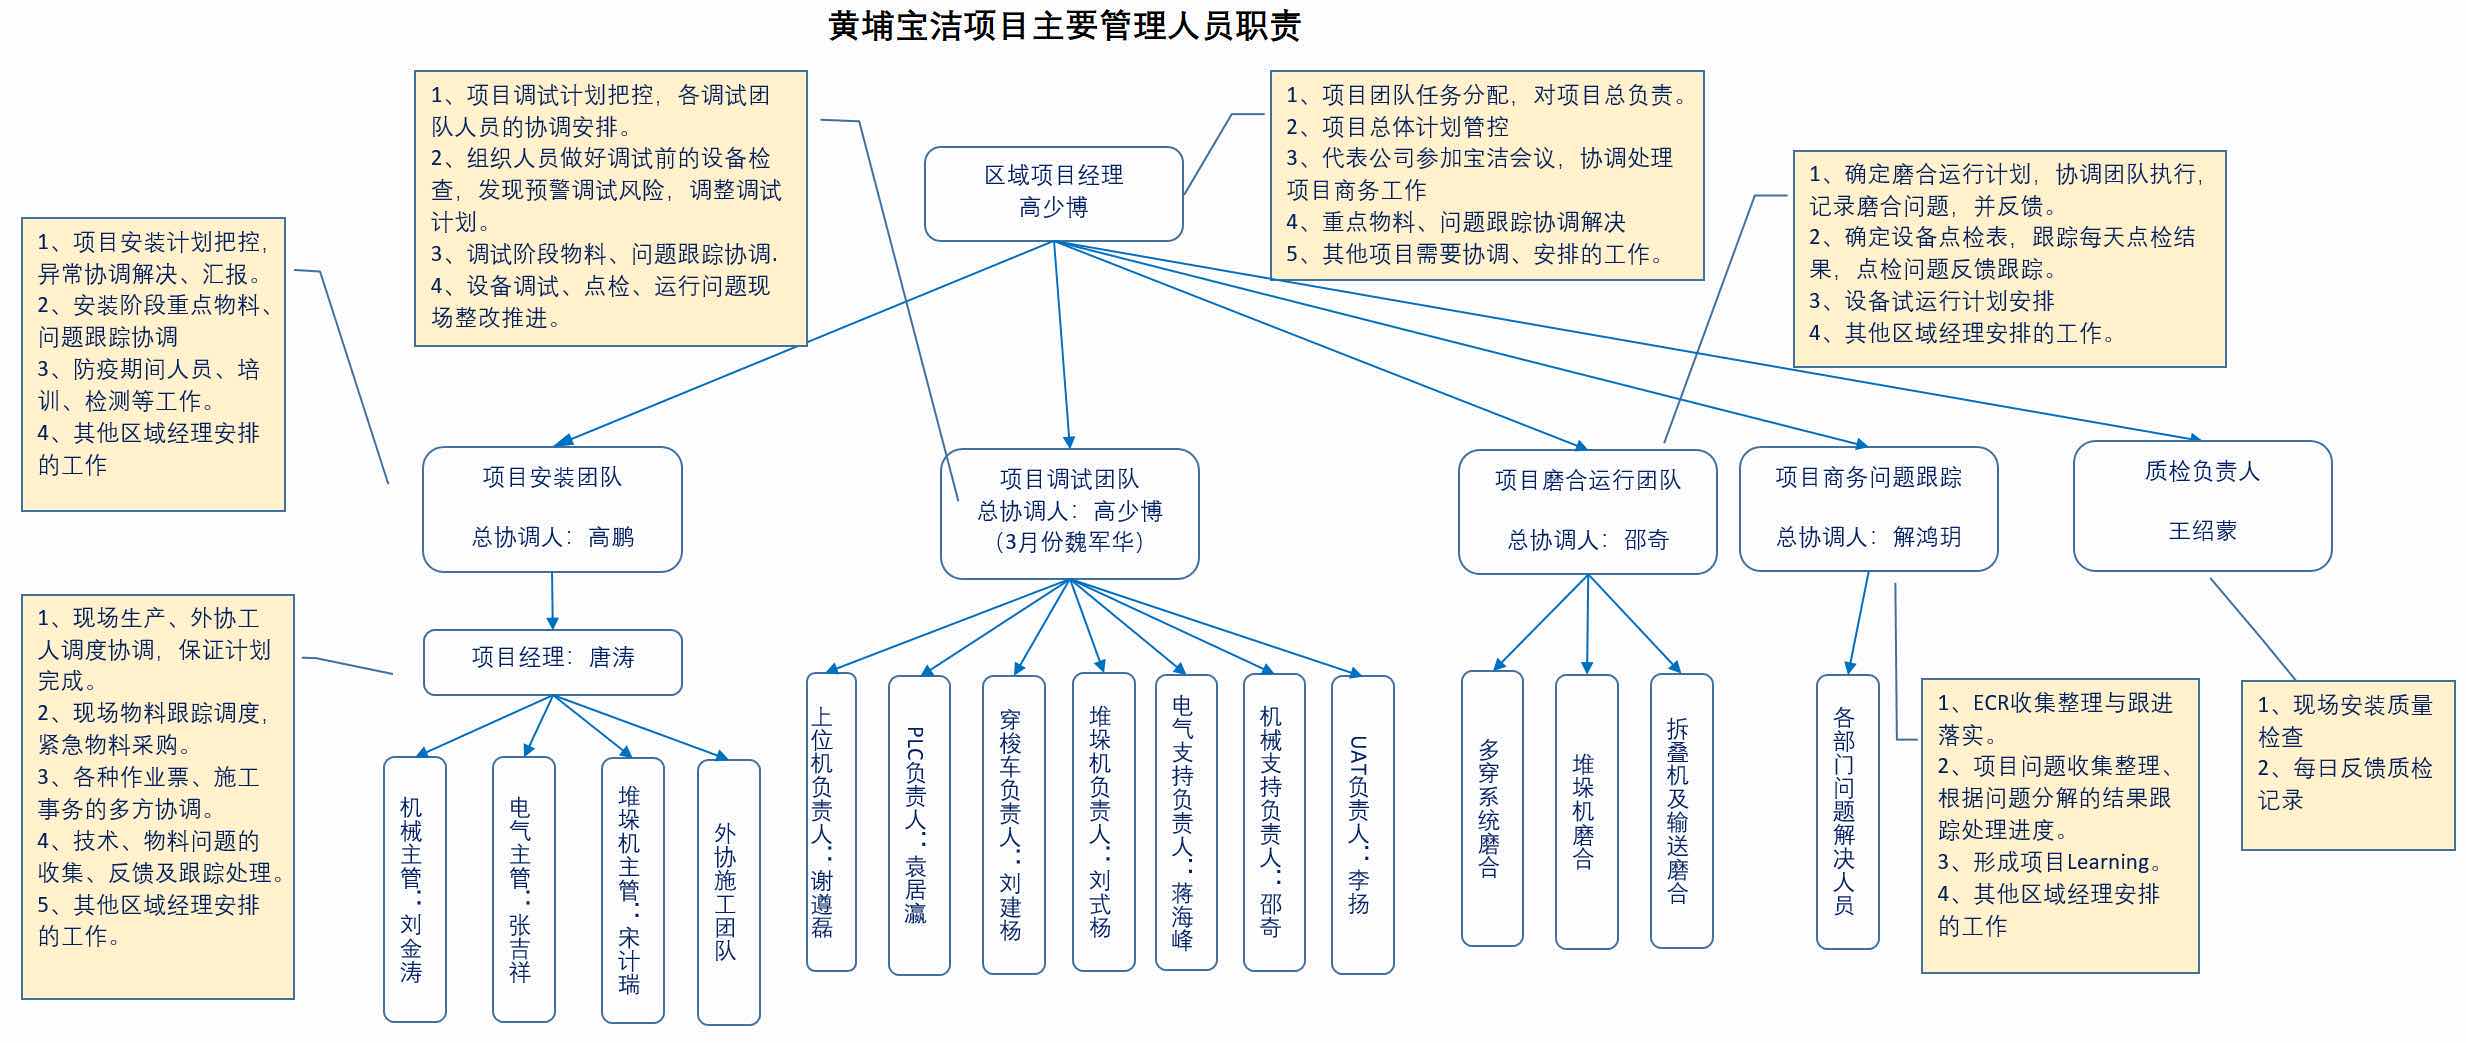 黄埔宝洁项目主要管理人员职责
1、项目调试计划把控，各调试团
队人员的协调安排。
2、组织人员做好调试前的设备检
查，发现预警调试风险，调整调试
计划。
3、调试阶段物料、问题跟踪协调.
4、设备调试、点检、运行问题现
场整改推进。
区域项目经理
高少博
1、项目团队任务分配，对项目总负责。
2、项目总体计划管控
3、代表公司参加宝洁会议，协调处理
项目商务工作
4、重点物料、问题跟踪协调解决
5、其他项目需要协调、安排的工作。
1、确定磨合运行计划，协调团队执行，
记录磨合问题，并反馈。
2、确定设备点检表，跟踪每天点检结
果，点检问题反馈跟踪。
3、设备试运行计划安排
4、其他区域经理安排的工作。
1、项目安装计划把控，
异常协调解决、汇报。
2、安装阶段重点物料、
问题跟踪协调
3、防疫期间人员、培
训、检测等工作。
4、其他区域经理安排
的工作
项目安装团队
总协调人：高鹏
项目调试团队
总协调人：高少博
（3月份魏军华）
项目磨合运行团队
总协调人：邵奇
项目商务问题跟踪
总协调人：解鸿玥
质检负责人
王绍蒙
1、现场生产、外协工
人调度协调，保证计划
完成。
2、现场物料跟踪调度，
紧急物料采购。
3、各种作业票、施工
事务的多方协调。
4、技术、物料问题的
收集、反馈及跟踪处理。
5、其他区域经理安排
的工作。
项目经理：唐涛
机械主管：刘金涛
电气主管：张吉祥
堆垛机主管：宋计瑞
外协施工团队
上位机负责人：谢遵磊
PLC负责人：袁居瀛
穿梭车负责人：刘建杨
堆垛机负责人：刘式杨
电气支持负责人：蒋海峰
机械支持负责人：邵奇
UAT负责人：李扬
多穿系统磨合
堆垛机磨合
拆叠机及输送磨合
各部门问题解决人员
1、ECR收集整理与跟进
落实。
2、项目问题收集整理、
根据问题分解的结果跟
踪处理进度。
3、形成项目Learning。
4、其他区域经理安排
的工作
1、现场安装质量
检查
2、每日反馈质检
记录